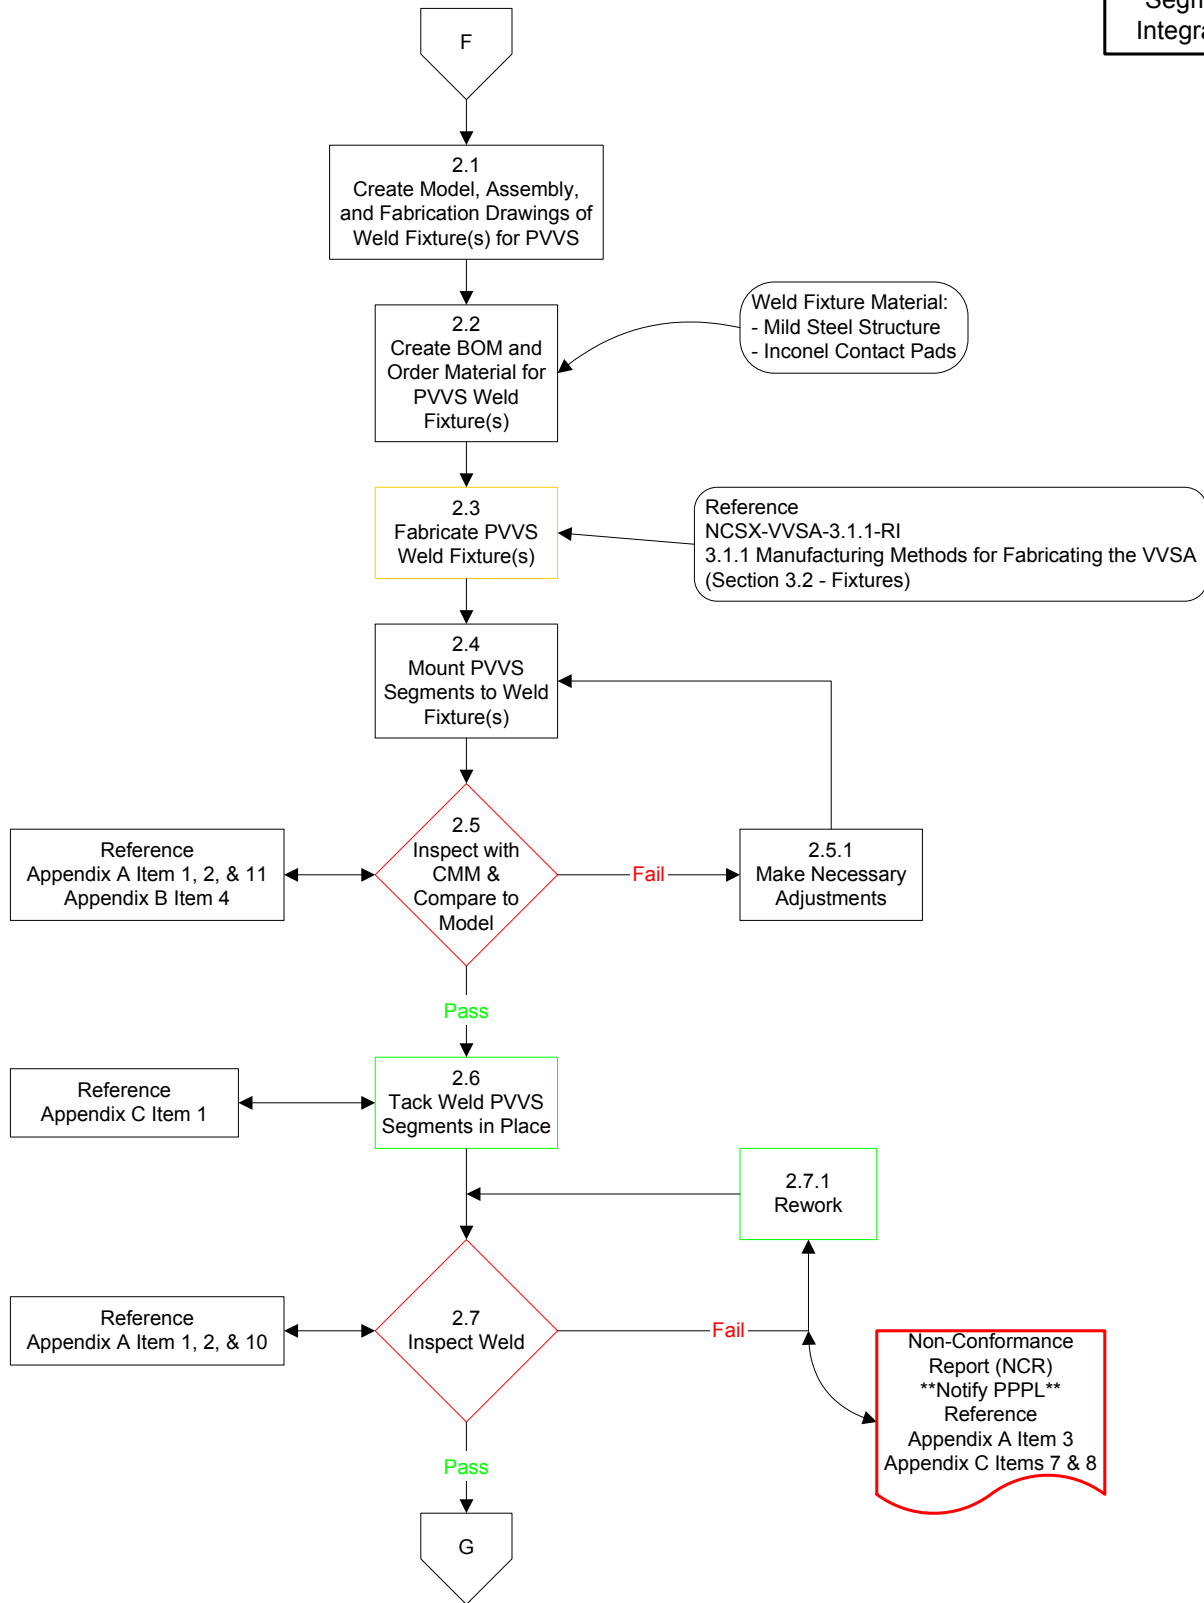 Integra
F
2.1
Create Model, Assembly,
and Fabrication Drawings of
Weld Fixture(s) for PVVS
2.2
Create BOM and
Order Material for
PVVS Weld
Fixture(s)
Weld Fixture Material:
- Mild Steel Structure
- Inconel Contact Pads
2.3
Fabricate PVVS
Weld Fixture(s)
Reference
NCSX-VVSA-3.1.1-RI
3.1.1 Manufacturing Methods for Fabricating the VVSA
(Section 3.2 - Fixtures)
2.4
Mount PVVS
Segments to Weld
Fixture(s)
2.5
Inspect with
CMM &
Compare to
Model
Reference
Appendix A Item 1, 2, & 11
Appendix B Item 4
Fail
2.5.1
Make Necessary
Adjustments
Pass
2.6
Tack Weld PVVS
Segments in Place
Reference
Appendix C Item 1
2.7.1
Rework
2.7
Inspect Weld
Reference
Appendix A Item 1, 2, & 10
Fail
Non-Conformance
Report (NCR)
**Notify PPPL**
Reference
Appendix A Item 3
Appendix C Items 7 & 8
Pass
G